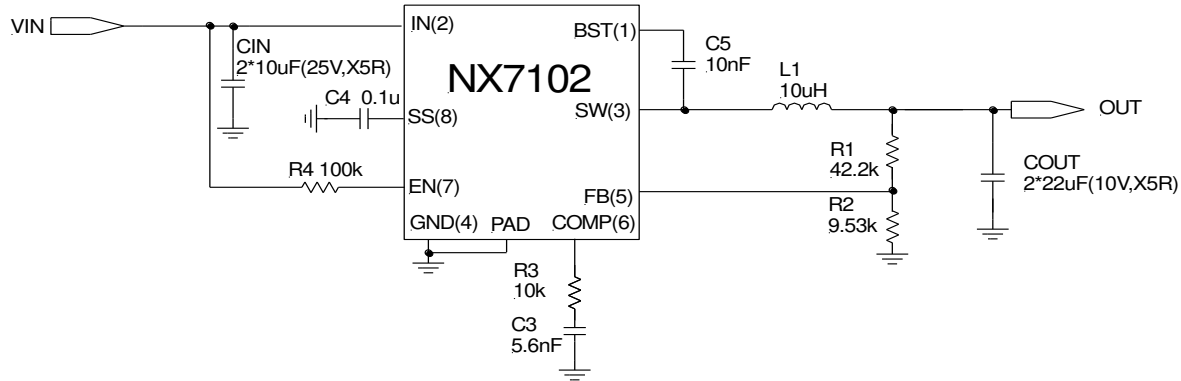 VIN
IN(2)
BST(1)
CIN
2*10uF(25V,X5R)
C5
10nF
NX7102
L1
10uH
C4 0.1u
SS(8)
SW(3)
OUT
R1
42.2k
COUT
2*22uF(10V,X5R)
R4 100k
EN(7)
FB(5)
R2
9.53k
GND(4)
PAD
COMP(6)
R3
10k
C3
5.6nF